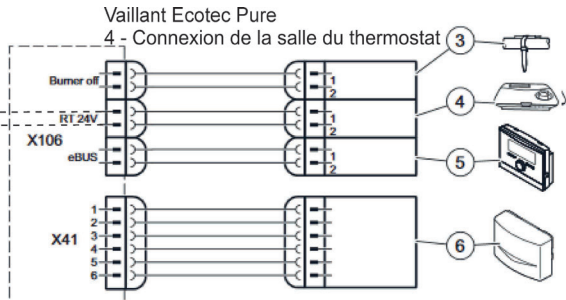 Vaillant Ecotec Pure
4 - Connexion de la salle du thermostat
3
Burner off
1
2
RT 24V
1
2
4
X106
eBUS
1
2
5
X41
1
2
3
4
5
6
6